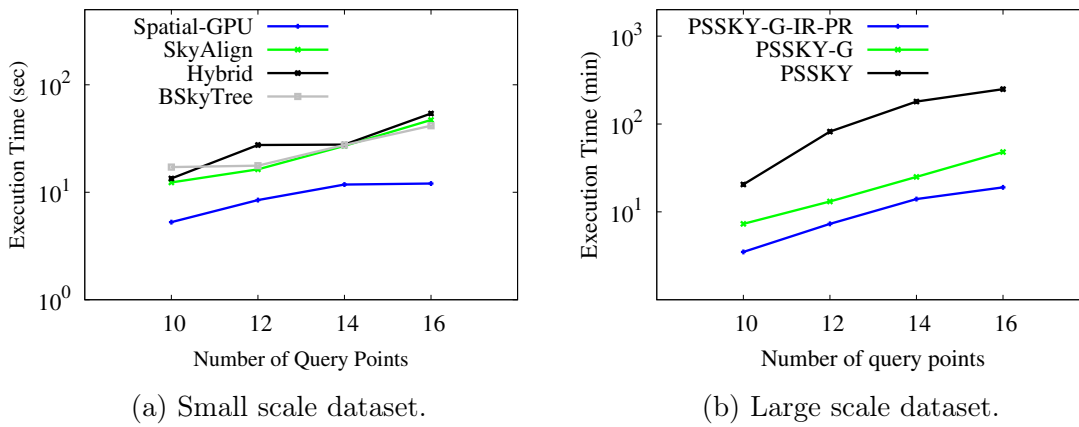 Execution Time (sec)
10^2
10^1
10^0
Spatial-GPU
SkyAlign
Hybrid
BSkyTree
10 12 14 16
Number of Query Points
(a) Small scale dataset.
Execution Time (min)
10^3
10^2
10^1
PSSKY-G-IR-PR
PSSKY-G
PSSKY
10 12 14 16
Number of query points
(b) Large scale dataset.